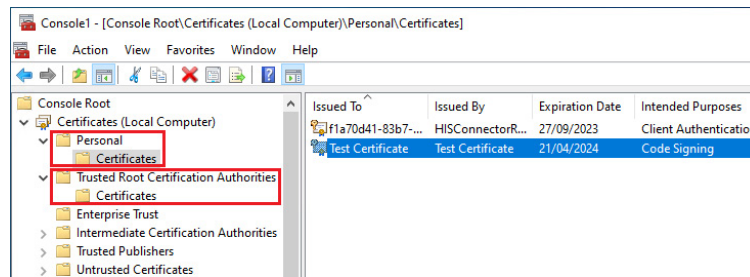 Console1 - [Console Root\Certificates (Local Computer)\Personal\Certificates]
File Action View Favorites Window Help
Console Root
Certificates (Local Computer)
Personal
Certificates
Trusted Root Certification Authorities
Certificates
Enterprise Trust
Intermediate Certification Authorities
Trusted Publishers
Untrusted Certificates
Issued To Issued By Expiration Date Intended Purposes
f1a70d41-83b7-... HISConnectorR... 27/09/2023 Client Authenticatio
Test Certificate Test Certificate 21/04/2024 Code Signing